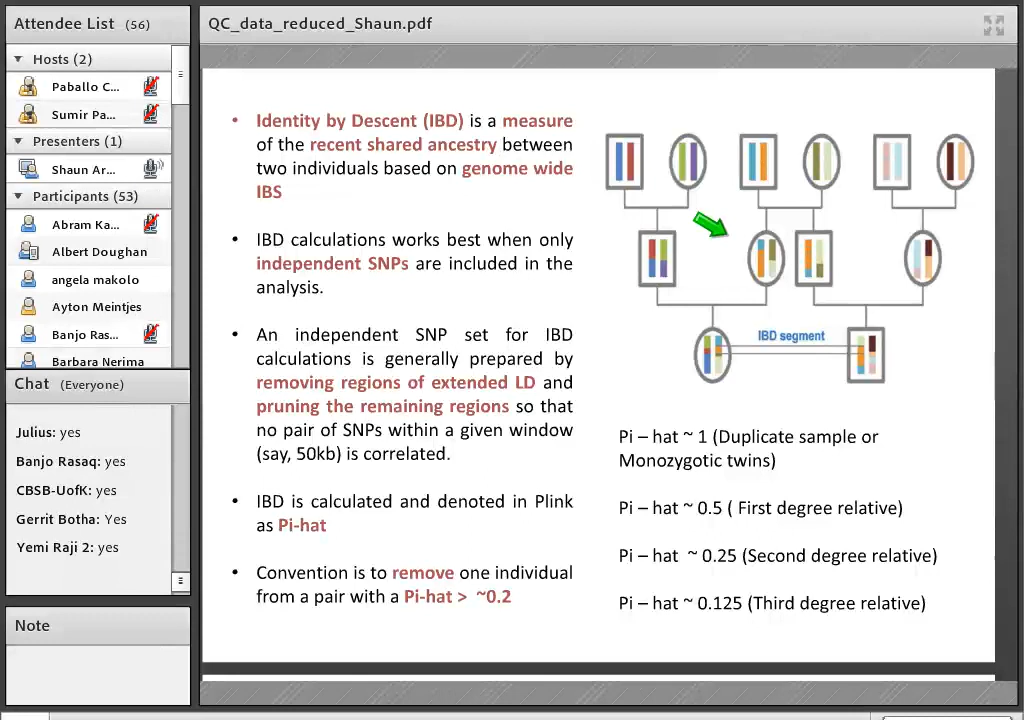 Attendee List (56)
Hosts (2)
Paballo C...
Sumir Pa...
Presenters (1)
Shaun Ar...
Participants (53)
Abram Ka...
Albert Doughan
angela makolo
Ayton Meintjes
Banjo Ras...
Barbara Nerima
Chat (Everyone)
Julius: yes
Banjo Rasaq: yes
CBSB-UofK: yes
Gerrit Botha: Yes
Yemi Raji 2: yes
Note
QC_data_reduced_Shaun.pdf
• Identity by Descent (IBD) is a measure
of the recent shared ancestry between
two individuals based on genome wide
IBS
• IBD calculations works best when only
independent SNPs are included in the
analysis.
• An independent SNP set for IBD
calculations is generally prepared by
removing regions of extended LD and
pruning the remaining regions so that
no pair of SNPs within a given window
(say, 50kb) is correlated.
• IBD is calculated and denoted in Plink
as Pi-hat
• Convention is to remove one individual
from a pair with a Pi-hat > ~0.2
IBD segment
Pi – hat ~ 1 (Duplicate sample or
Monozygotic twins)
Pi – hat ~ 0.5 ( First degree relative)
Pi – hat ~ 0.25 (Second degree relative)
Pi – hat ~ 0.125 (Third degree relative)